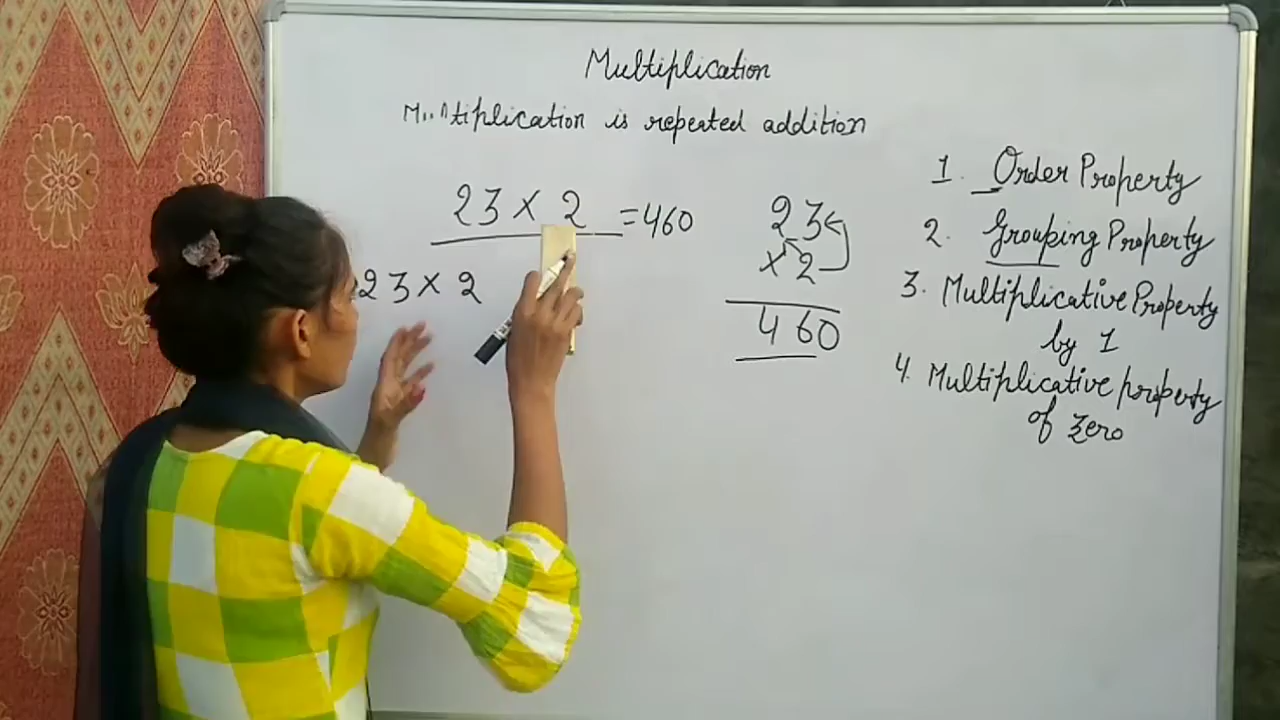 Multiplication
Multiplication is repeated addition
23 × 2 = 460
23 × 2
23
× 2
460
1. Order Property
2. Grouping Property
3. Multiplicative Property
by 1
4. Multiplicative property
of zero